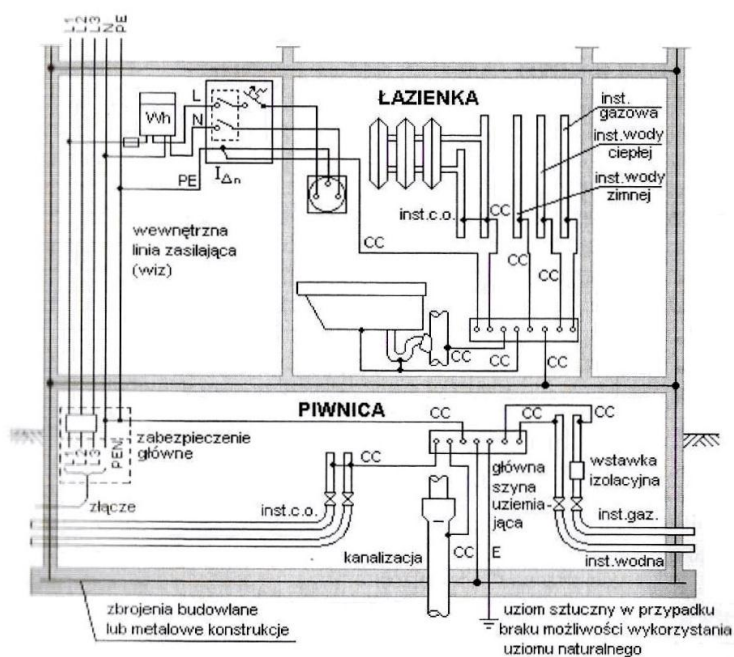 L1
L2
L3
N
PE
Wh
L
N
PE
I∆n
ŁAZIENKA
inst.
gazowa
inst.wody
ciepłej
inst.wody
zimnej
inst.c.o.
CC
CC
CC
CC
CC
CC
CC
wewnętrzna
linia zasilająca
(wiz)
PIWNICA
CC
CC
zabezpieczenie
główne
L1
L2
L3
PEN
złącze
CC
inst.c.o.
główna
szyna
uziemia-
jąca
wstawka
izolacyjna
inst.gaz.
inst.wodna
kanalizacja
CC
E
zbrojenia budowlane
lub metalowe konstrukcje
uziom sztuczny w przypadku
braku możliwości wykorzystania
uziomu naturalnego